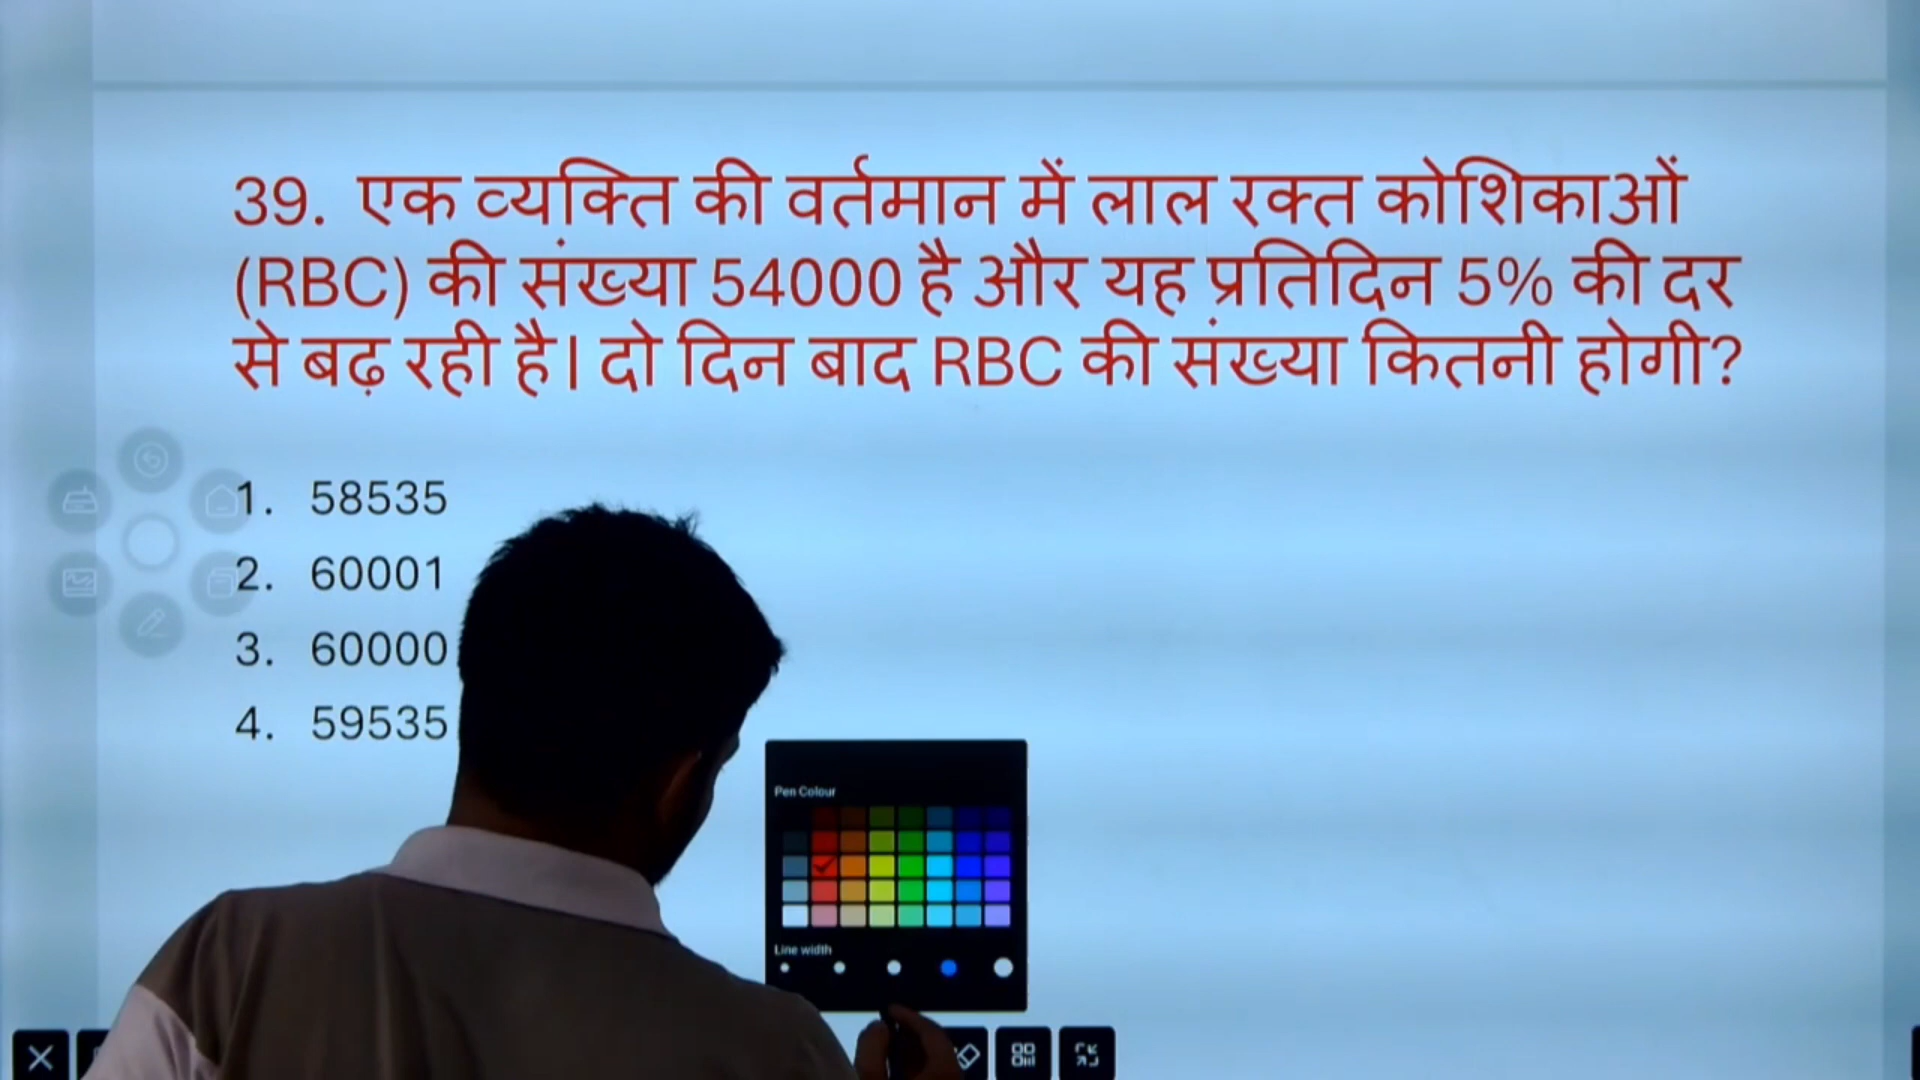 39. एक व्यक्ति की वर्तमान में लाल रक्त कोशिकाओं
(RBC) की संख्या 54000 है और यह प्रतिदिन 5% की दर
से बढ़ रही है। दो दिन बाद RBC की संख्या कितनी होगी?
1. 58535
2. 60001
3. 60000
4. 59535
Pen Colour
Line width